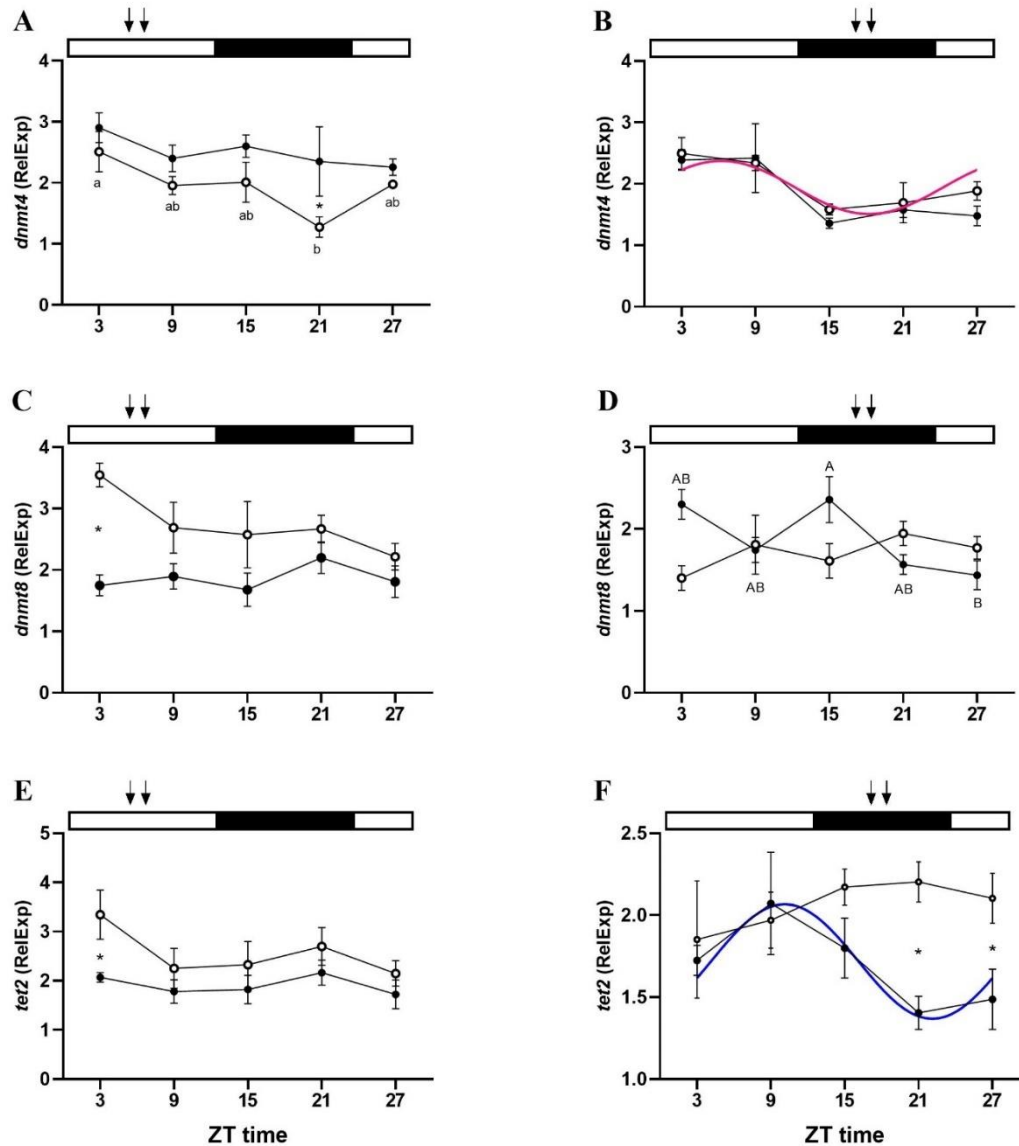 A
B
4
3
2
1
0
dnmt4 (RelExp)
a
ab
ab
*
b
ab
3 9 15 21 27
4
3
2
1
0
dnmt4 (RelExp)
3 9 15 21 27
C
D
4
3
2
1
0
dnmt8 (RelExp)
*
3 9 15 21 27
3
2
1
0
dnmt8 (RelExp)
AB
A
AB
AB
B
3 9 15 21 27
E
F
5
4
3
2
1
0
tet2 (RelExp)
*
3 9 15 21 27
ZT time
2.5
2.0
1.5
1.0
tet2 (RelExp)
* *
3 9 15 21 27
ZT time